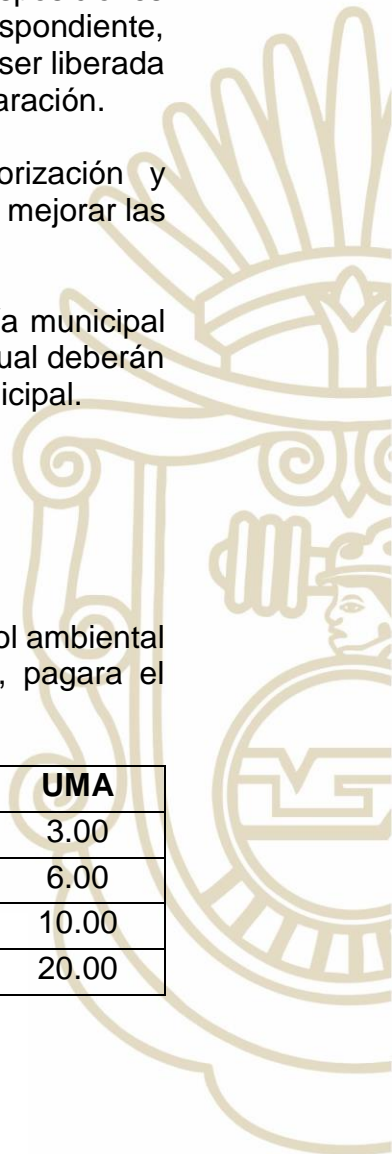 spondiente,
ser liberada
aración.
orización y
mejorar las
a municipal
ual deberán
icipal.
ol ambiental
, pagara el
UMA
3.00
6.00
10.00
20.00